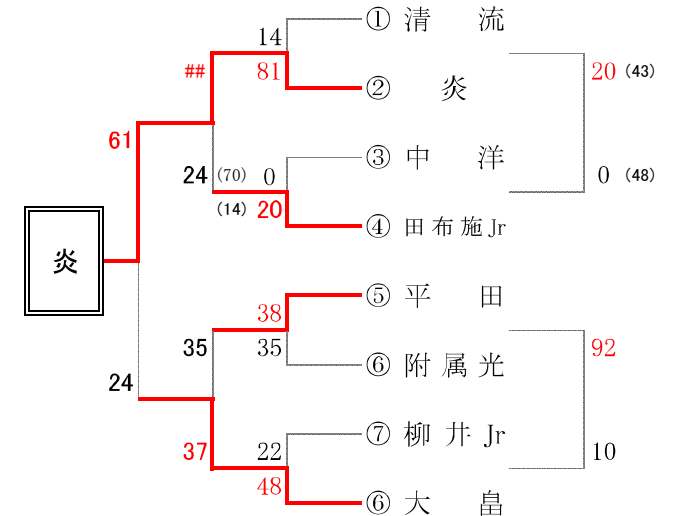 ① 清 流
14
81
② 炎
20 (43)
##
61
③ 中 洋
24 (70) 0
0 (48)
(14) 20
④ 田布施Jr
炎
⑤ 平 田
38
35
35
92
⑥ 附属光
24
⑦ 柳井Jr
37
22
10
48
⑥ 大 畠